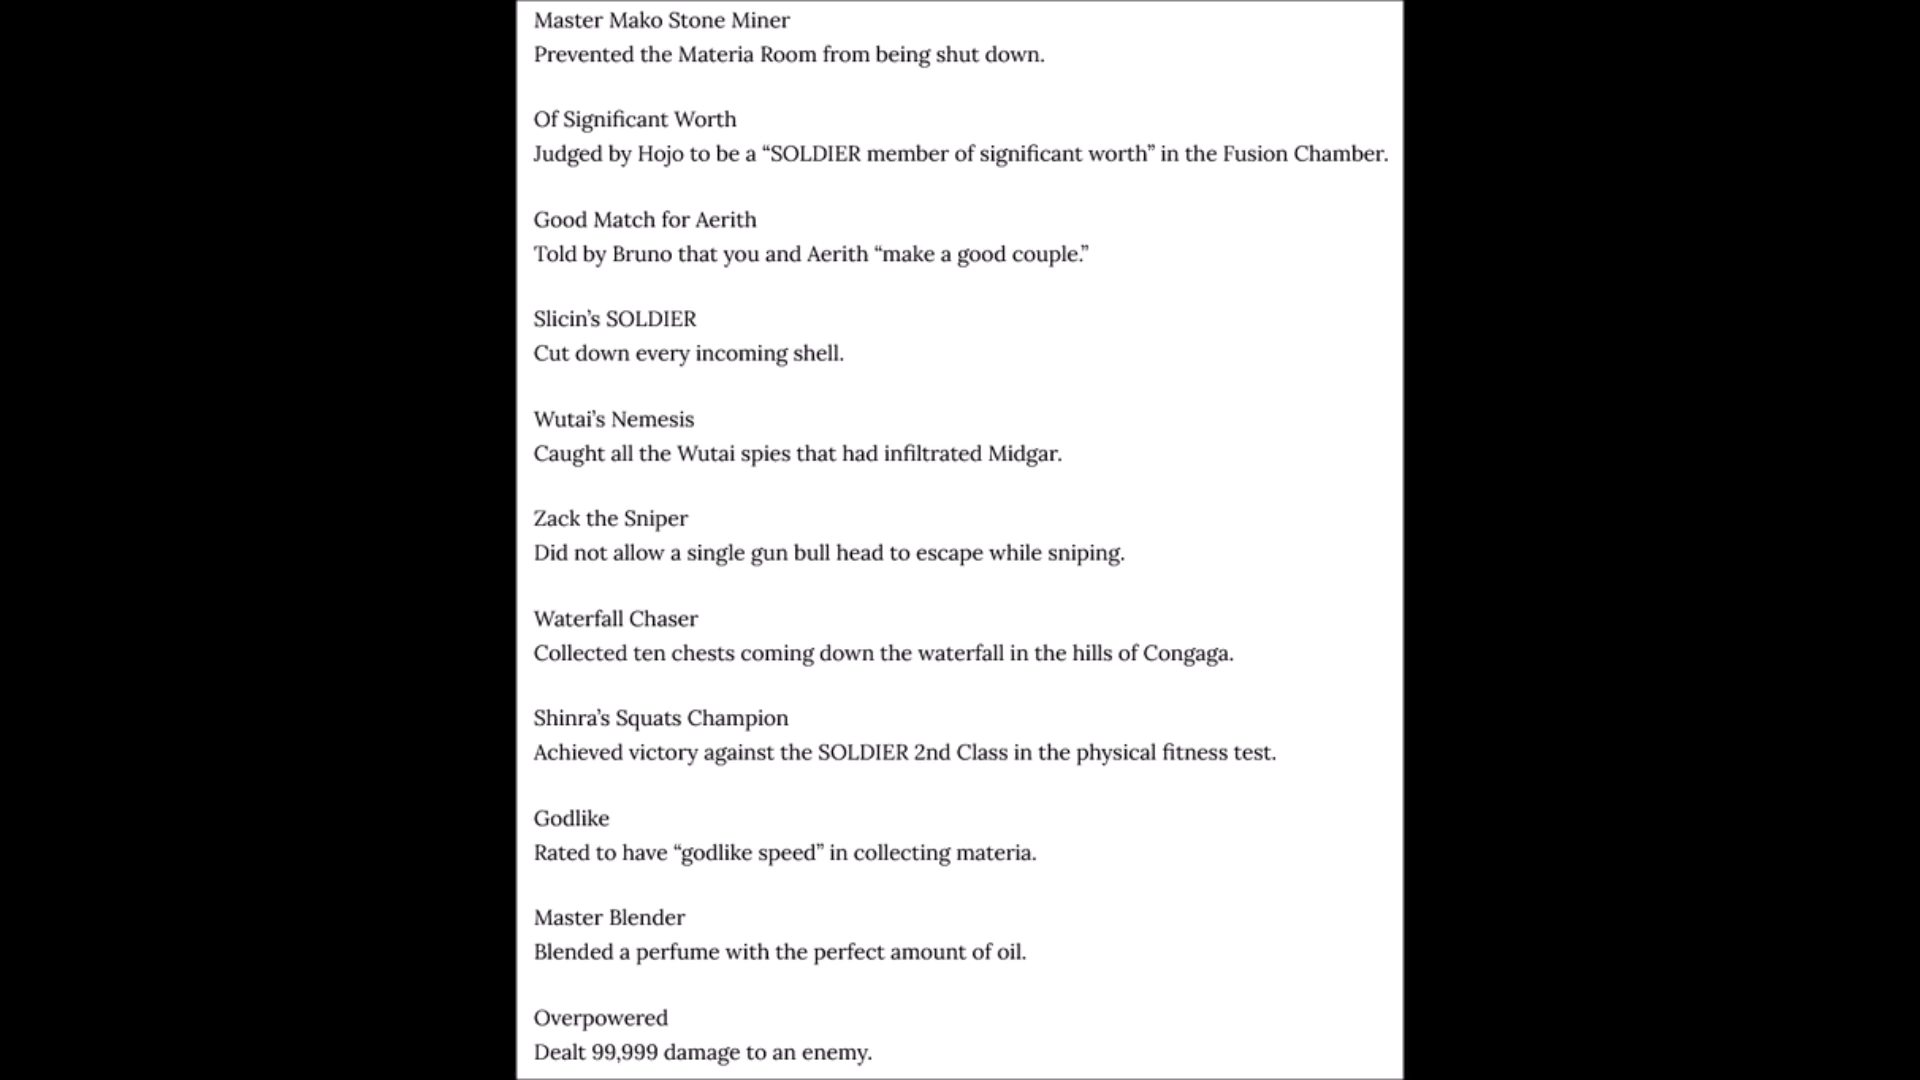 Master Mako Stone Miner
Prevented the Materia Room from being shut down.
Of Significant Worth
Judged by Hojo to be a “SOLDIER member of significant worth” in the Fusion Chamber.
Good Match for Aerith
Told by Bruno that you and Aerith “make a good couple.”
Slicin’s SOLDIER
Cut down every incoming shell.
Wutai’s Nemesis
Caught all the Wutai spies that had infiltrated Midgar.
Zack the Sniper
Did not allow a single gun bull head to escape while sniping.
Waterfall Chaser
Collected ten chests coming down the waterfall in the hills of Congaga.
Shinra’s Squats Champion
Achieved victory against the SOLDIER 2nd Class in the physical fitness test.
Godlike
Rated to have “godlike speed” in collecting materia.
Master Blender
Blended a perfume with the perfect amount of oil.
Overpowered
Dealt 99,999 damage to an enemy.